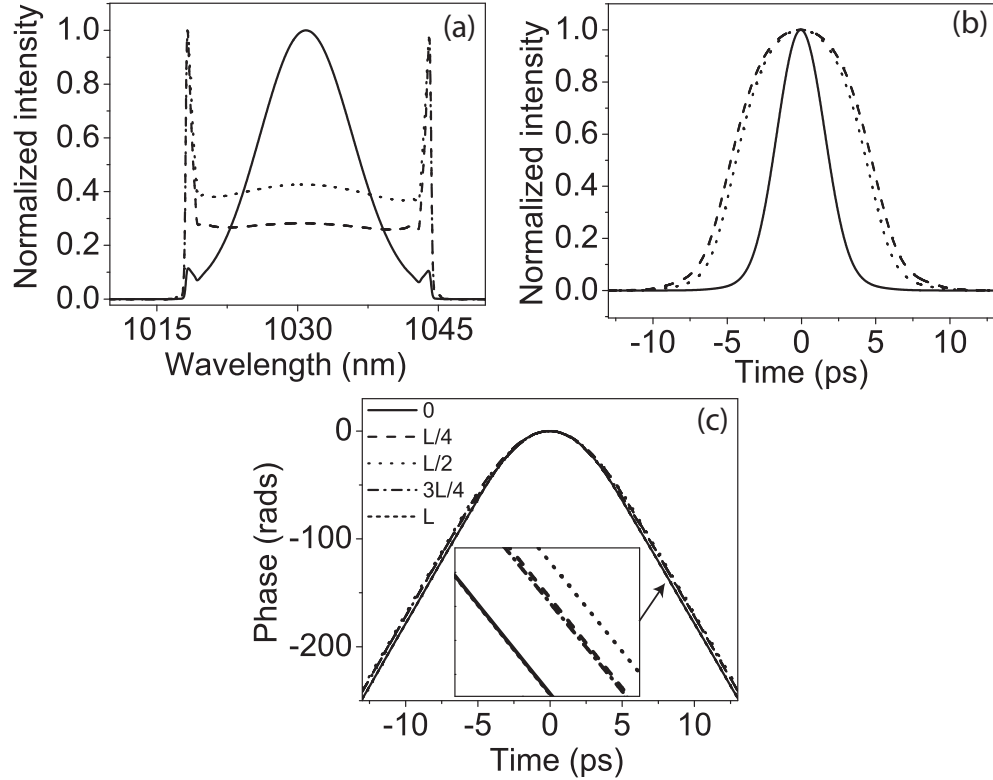 (a)
Normalized intensity
1.0
0.8
0.6
0.4
0.2
0.0
1015 1030 1045
Wavelength (nm)
(b)
Normalized intensity
1.0
0.8
0.6
0.4
0.2
0.0
-10 -5 0 5 10
Time (ps)
(c)
0
L/4
L/2
3L/4
L
Phase (rads)
0
-100
-200
-10 -5 0 5 10
Time (ps)